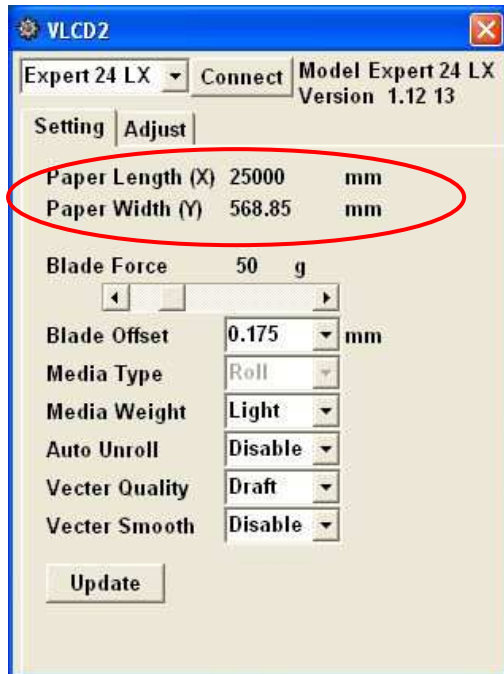 VLCD2
Expert 24 LX Connect Model Expert 24 LX
Version 1.12 13
Setting Adjust
Paper Length (X) 25000 mm
Paper Width (Y) 568.85 mm
Blade Force 50 g
Blade Offset 0.175 mm
Media Type Roll
Media Weight Light
Auto Unroll Disable
Vecter Quality Draft
Vecter Smooth Disable
Update